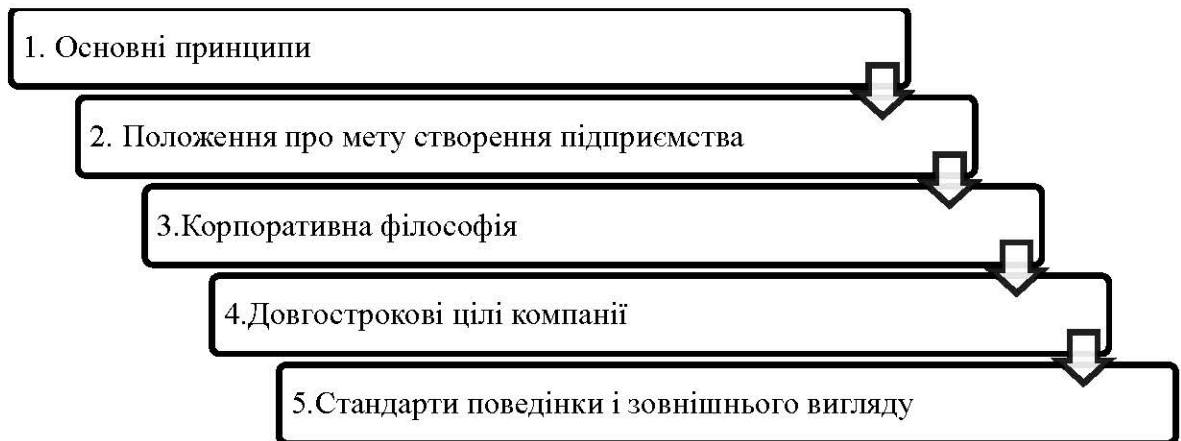 1. Основні принципи
2. Положення про мету створення підприємства
3.Корпоративна філософія
4.Довгострокові цілі компанії
5.Стандарти поведінки і зовнішнього вигляду